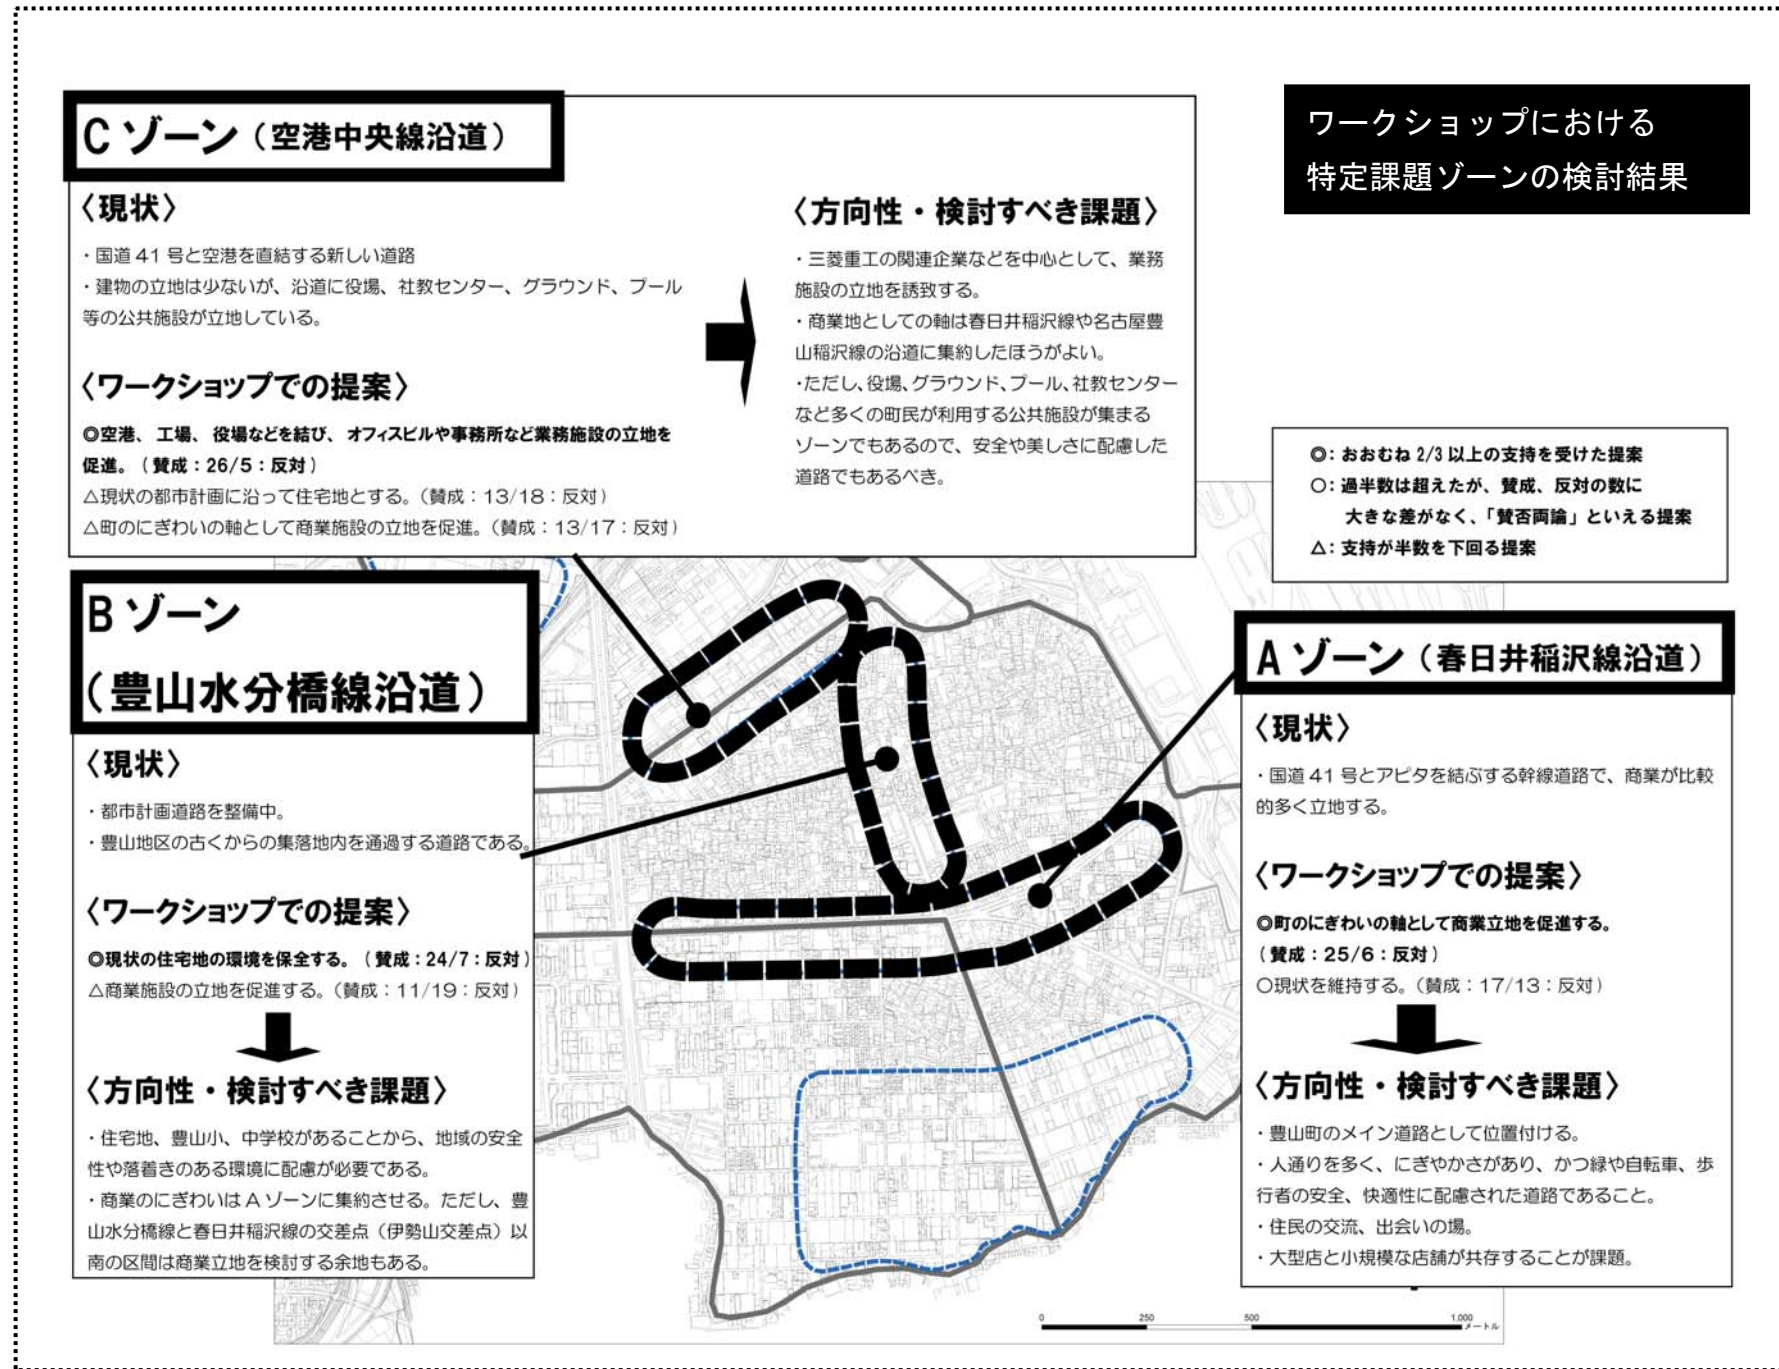 ワークショップにおける
特定課題ゾーンの検討結果
Cゾーン（空港中央線沿道）
〈現状〉
・国道41号と空港を直結する新しい道路
・建物の立地は少ないが、沿道に役場、社教センター、グラウンド、プール
等の公共施設が立地している。
〈ワークショップでの提案〉
◎空港、工場、役場などを結び、オフィスビルや事務所など業務施設の立地を
促進。（賛成：26/5：反対）
△現状の都市計画に沿って住宅地とする。（賛成：13/18：反対）
△町のにぎわいの軸として商業施設の立地を促進。（賛成：13/17：反対）
〈方向性・検討すべき課題〉
・三菱重工の関連企業などを中心として、業務
施設の立地を誘致する。
・商業地としての軸は春日井稲沢線や名古屋豊
山稲沢線の沿道に集約したほうがよい。
・ただし、役場、グラウンド、プール、社教センター
など多くの町民が利用する公共施設が集まる
ゾーンでもあるので、安全や美しさに配慮した
道路でもあるべき。
◎：おおむね2/3以上の支持を受けた提案
○：過半数は超えたが、賛成、反対の数に
大きな差がなく、「賛否両論」といえる提案
△：支持が半数を下回る提案
Bゾーン
（豊山水分橋線沿道）
〈現状〉
・都市計画道路を整備中。
・豊山地区の古くからの集落地内を通過する道路である。
〈ワークショップでの提案〉
◎現状の住宅地の環境を保全する。（賛成：24/7：反対）
△商業施設の立地を促進する。（賛成：11/19：反対）
〈方向性・検討すべき課題〉
・住宅地、豊山小、中学校があることから、地域の安全
性や落着きのある環境に配慮が必要である。
・商業のにぎわいはAゾーンに集約させる。ただし、豊
山水分橋線と春日井稲沢線の交差点（伊勢山交差点）以
南の区間は商業立地を検討する余地もある。
Aゾーン（春日井稲沢線沿道）
〈現状〉
・国道41号とアピタを結ぶする幹線道路で、商業が比較
的多く立地する。
〈ワークショップでの提案〉
◎町のにぎわいの軸として商業立地を促進する。
（賛成：25/6：反対）
○現状を維持する。（賛成：17/13：反対）
〈方向性・検討すべき課題〉
・豊山町のメイン道路として位置付ける。
・人通りを多く、にぎやかさがあり、かつ緑や自転車、歩
行者の安全、快適性に配慮された道路であること。
・住民の交流、出会いの場。
・大型店と小規模な店舗が共存することが課題。
0 250 500 1,000
メートル